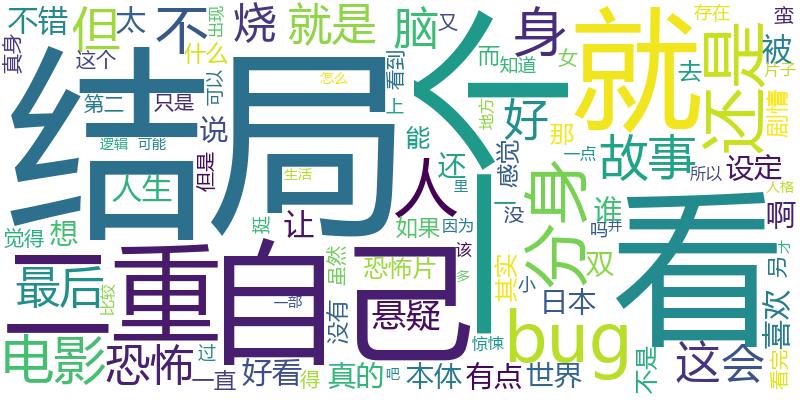 不错
但
太
不
烧
就是
脑
又
身
就
还是
存在
蛮
被
片子
剧情
去
真身
这个
什么
出现
可以
看到
而
知道
女
怎么
上
地方
好
那
结局
个
第二
只是
说
逻辑
可能
但是
能
还
感觉
一点
故事
所以
设定
人格
人生
生活
人
里
没
分身
谁
吗
开
啊
觉得
想
挺
让
如果
因为
该
多
看
双
另
才
喜欢
最后
二重
自己
比较
一部
虽然
没有
恐怖片
悬疑
其实
小
日本
惊悚
bug
电影
恐怖
过
一直
好看
得
真的
吧
本体
有点
世界
不是
这
会
看完